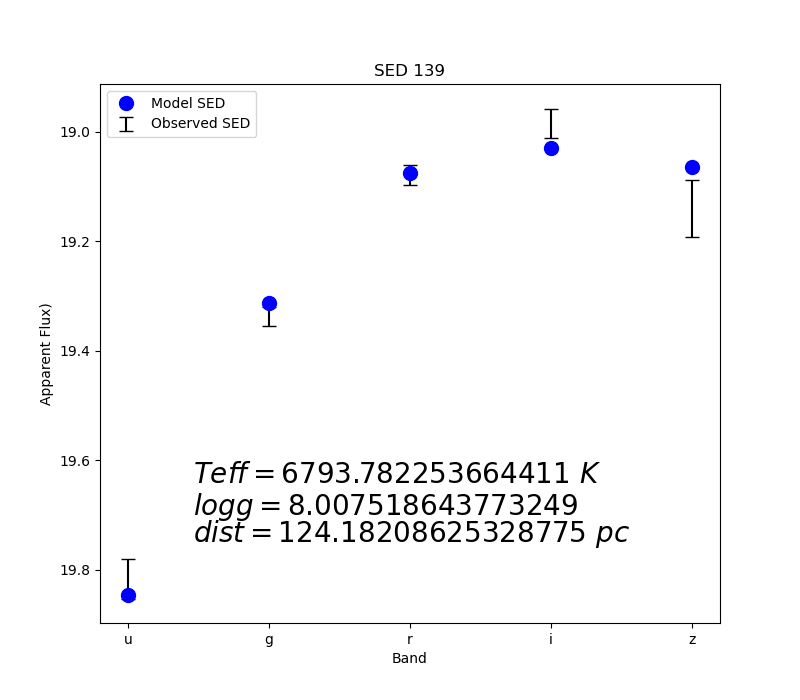 SED 139
Model SED
Observed SED
19.0
19.2
19.4
19.6
19.8
Apparent Flux)
Teff = 6793.782253664411 K
logg = 8.007518643773249
dist = 124.18208625328775 pc
u g r i z
Band